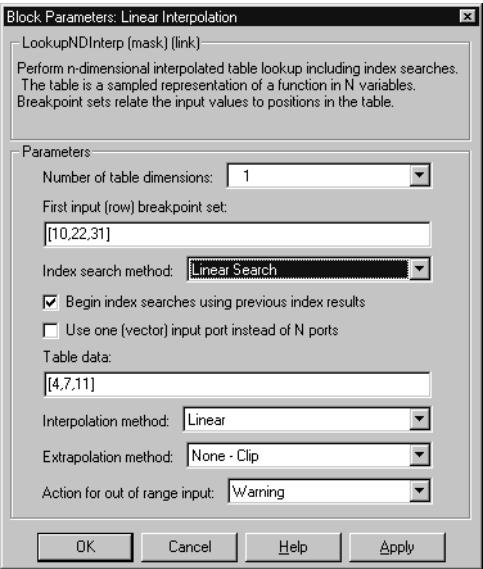 Block Parameters: Linear Interpolation
LookupNDInterp (mask) (link)
Perform n-dimensional interpolated table lookup including index searches.
The table is a sampled representation of a function in N variables.
Breakpoint sets relate the input values to positions in the table.
Parameters
Number of table dimensions: 1
First input (row) breakpoint set:
[10,22,31]
Index search method: Linear Search
Begin index searches using previous index results
Use one (vector) input port instead of N ports
Table data:
[4,7,11]
Interpolation method: Linear
Extrapolation method: None - Clip
Action for out of range input: Warning
OK Cancel Help Apply